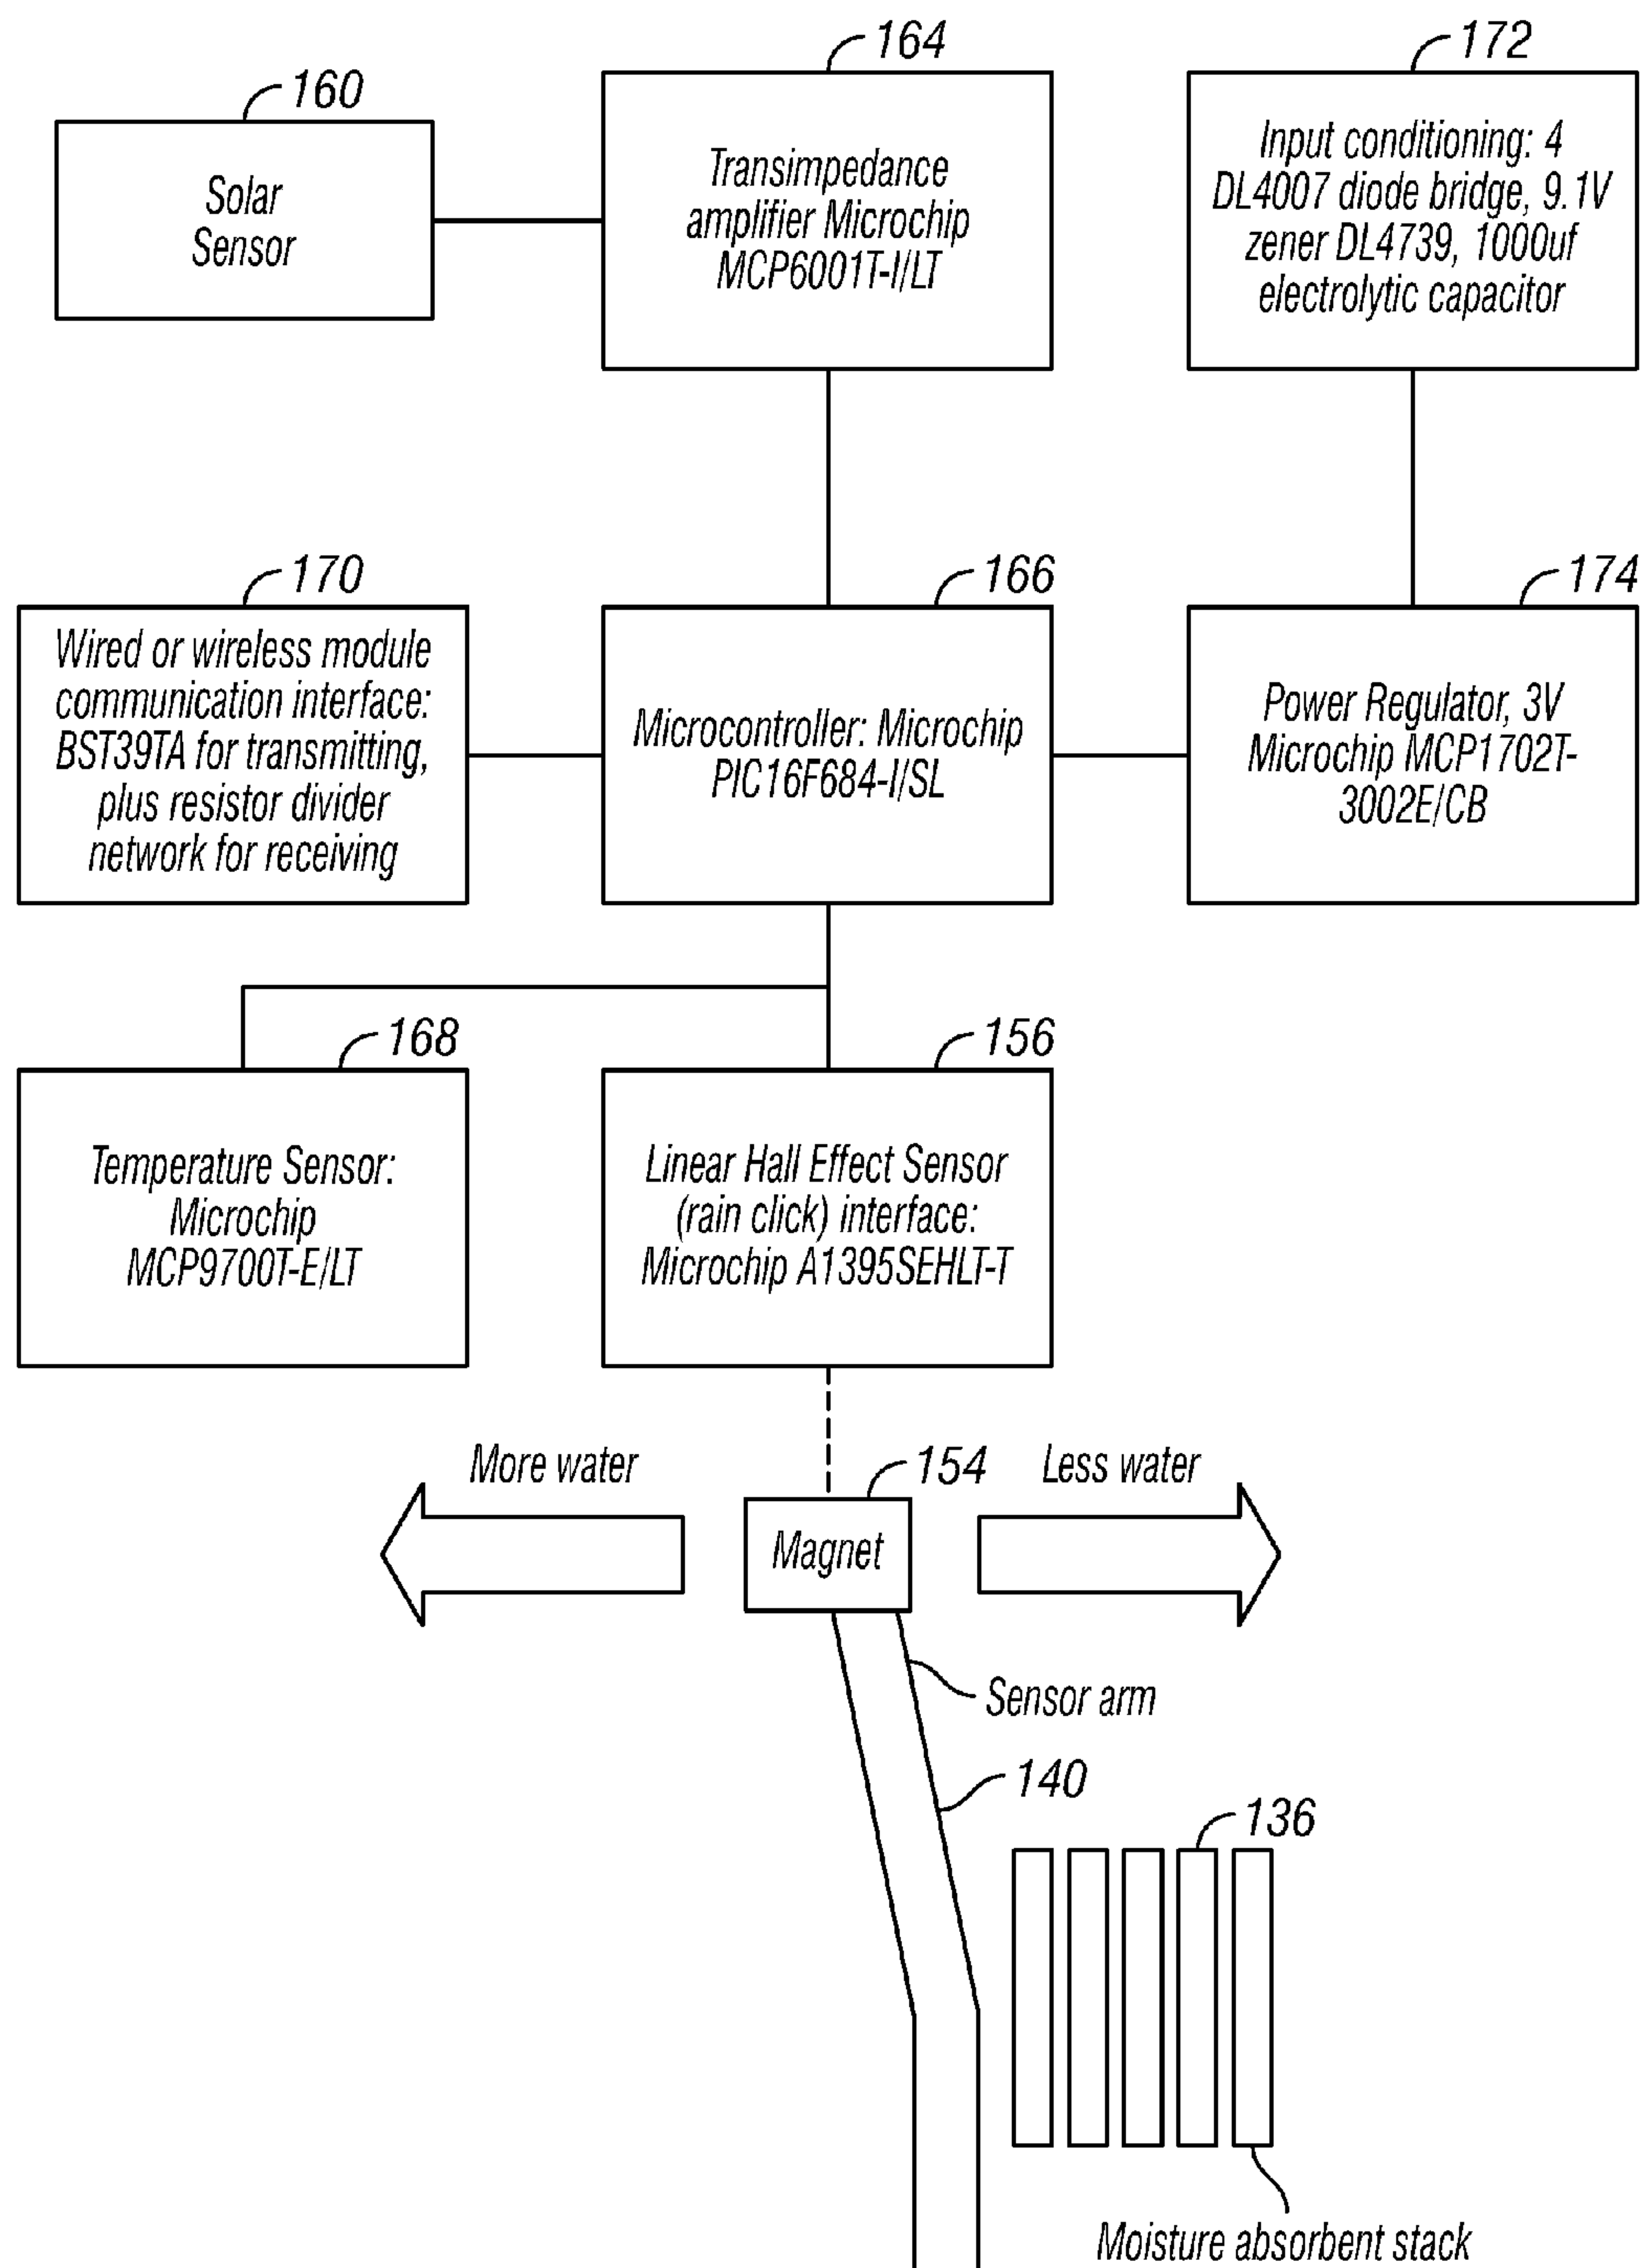 164
172
160
Solar
Sensor
Transimpedance
amplifier Microchip
MCP6001T-I/LT
Input conditioning: 4
DL4007 diode bridge, 9.1V
zener DL4739, 1000uf
electrolytic capacitor
170
166
174
Wired or wireless module
communication interface:
BST39TA for transmitting,
plus resistor divider
network for receiving
Microcontroller: Microchip
PIC16F684-I/SL
Power Regulator, 3V
Microchip MCP1702T-
3002E/CB
168
156
Temperature Sensor:
Microchip
MCP9700T-E/LT
Linear Hall Effect Sensor
(rain click) interface:
Microchip A1395SEHLT-T
More water
154
Less water
Magnet
Sensor arm
140
136
Moisture absorbent stack